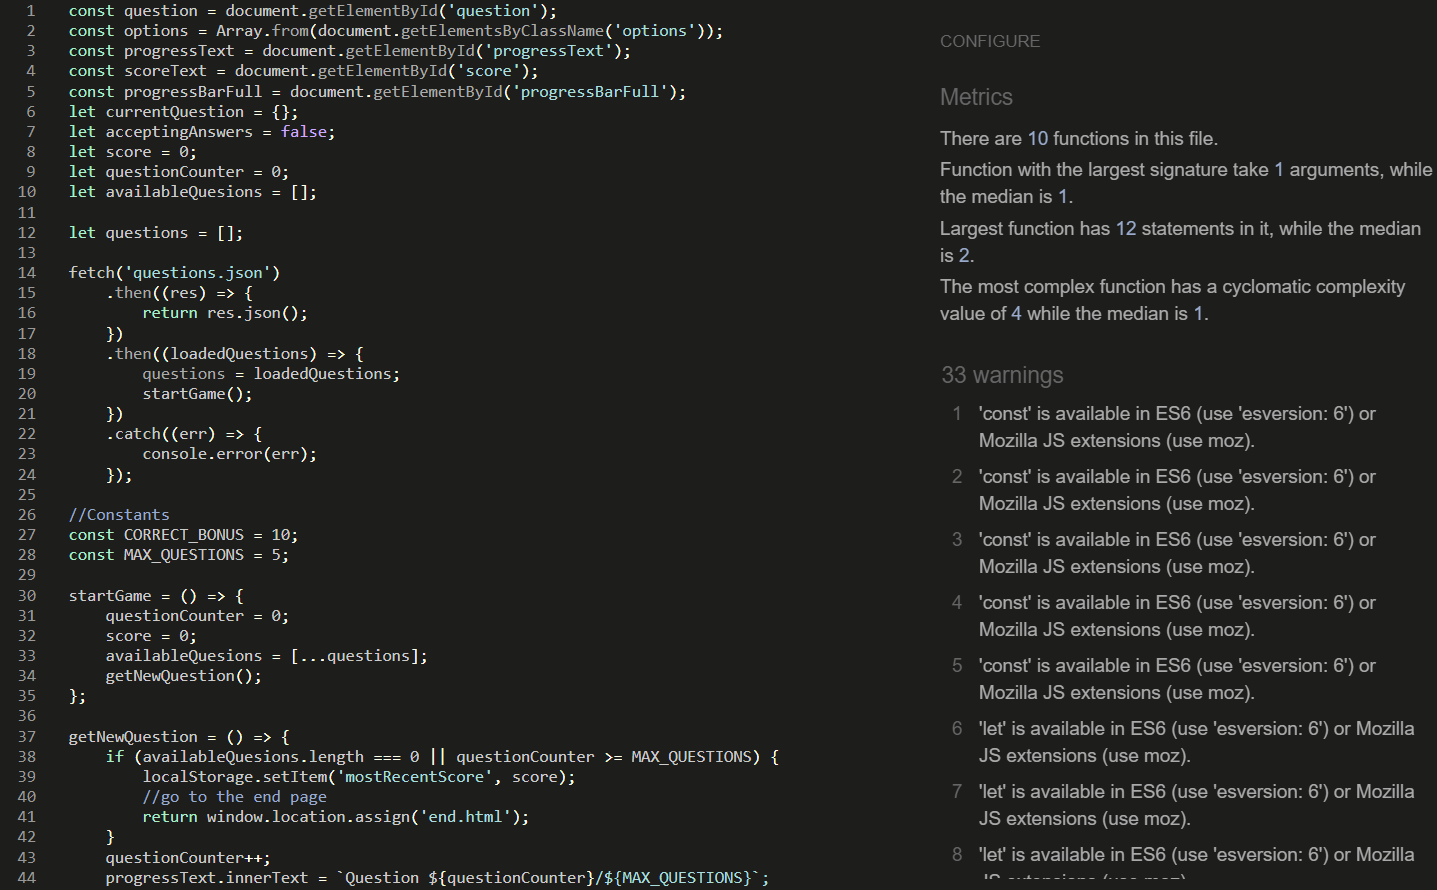 1 const question = document.getElementById('question');
2 const options = Array.from(document.getElementsByClassName('options'));
3 const progressText = document.getElementById('progressText');
4 const scoreText = document.getElementById('score');
5 const progressBarFull = document.getElementById('progressBarFull');
6 let currentQuestion = {};
7 let acceptingAnswers = false;
8 let score = 0;
9 let questionCounter = 0;
10 let availableQuesions = [];
11
12 let questions = [];
13
14 fetch('questions.json')
15 .then((res) => {
16 return res.json();
17 })
18 .then((loadedQuestions) => {
19 questions = loadedQuestions;
20 startGame();
21 })
22 .catch((err) => {
23 console.error(err);
24 });
25
26 //Constants
27 const CORRECT_BONUS = 10;
28 const MAX_QUESTIONS = 5;
29
30 startGame = () => {
31 questionCounter = 0;
32 score = 0;
33 availableQuesions = [...questions];
34 getNewQuestion();
35 };
36
37 getNewQuestion = () => {
38 if (availableQuesions.length === 0 || questionCounter >= MAX_QUESTIONS) {
39 localStorage.setItem('mostRecentScore', score);
40 //go to the end page
41 return window.location.assign('end.html');
42 }
43 questionCounter++;
44 progressText.innerText = `Question ${questionCounter}/${MAX_QUESTIONS}`;
CONFIGURE
Metrics
There are 10 functions in this file.
Function with the largest signature take 1 arguments, while
the median is 1.
Largest function has 12 statements in it, while the median
is 2.
The most complex function has a cyclomatic complexity
value of 4 while the median is 1.
33 warnings
1 'const' is available in ES6 (use 'esversion: 6') or
Mozilla JS extensions (use moz).
2 'const' is available in ES6 (use 'esversion: 6') or
Mozilla JS extensions (use moz).
3 'const' is available in ES6 (use 'esversion: 6') or
Mozilla JS extensions (use moz).
4 'const' is available in ES6 (use 'esversion: 6') or
Mozilla JS extensions (use moz).
5 'const' is available in ES6 (use 'esversion: 6') or
Mozilla JS extensions (use moz).
6 'let' is available in ES6 (use 'esversion: 6') or Mozilla
JS extensions (use moz).
7 'let' is available in ES6 (use 'esversion: 6') or Mozilla
JS extensions (use moz).
8 'let' is available in ES6 (use 'esversion: 6') or Mozilla